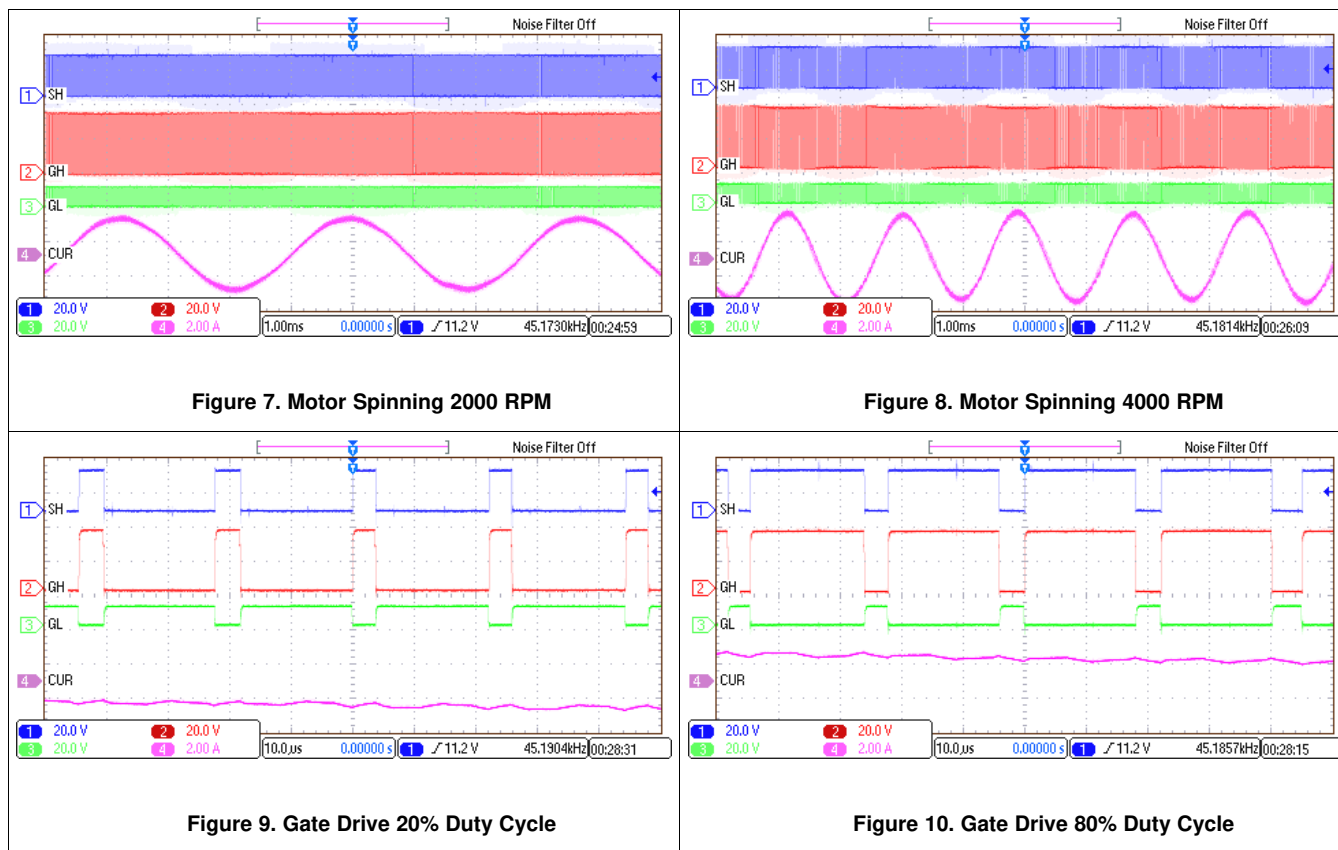 Noise Filter Off
T
T
1 SH
2 GH
3 GL
4 CUR
1 20.0 V 2 20.0 V
3 20.0 V 4 2.00 A
1.00ms 0.00000 s 1 11.2 V 45.1730kHz 00:24:59
Figure 7. Motor Spinning 2000 RPM
Noise Filter Off
T
T
1 SH
2 GH
3 GL
4 CUR
1 20.0 V 2 20.0 V
3 20.0 V 4 2.00 A
1.00ms 0.00000 s 1 11.2 V 45.1814kHz 00:26:09
Figure 8. Motor Spinning 4000 RPM
Noise Filter Off
T
T
1 SH
2 GH
3 GL
4 CUR
1 20.0 V 2 20.0 V
3 20.0 V 4 2.00 A
10.0µs 0.00000 s 1 11.2 V 45.1904kHz 00:28:31
Figure 9. Gate Drive 20% Duty Cycle
Noise Filter Off
T
T
1 SH
2 GH
3 GL
4 CUR
1 20.0 V 2 20.0 V
3 20.0 V 4 2.00 A
10.0µs 0.00000 s 1 11.2 V 45.1857kHz 00:28:15
Figure 10. Gate Drive 80% Duty Cycle